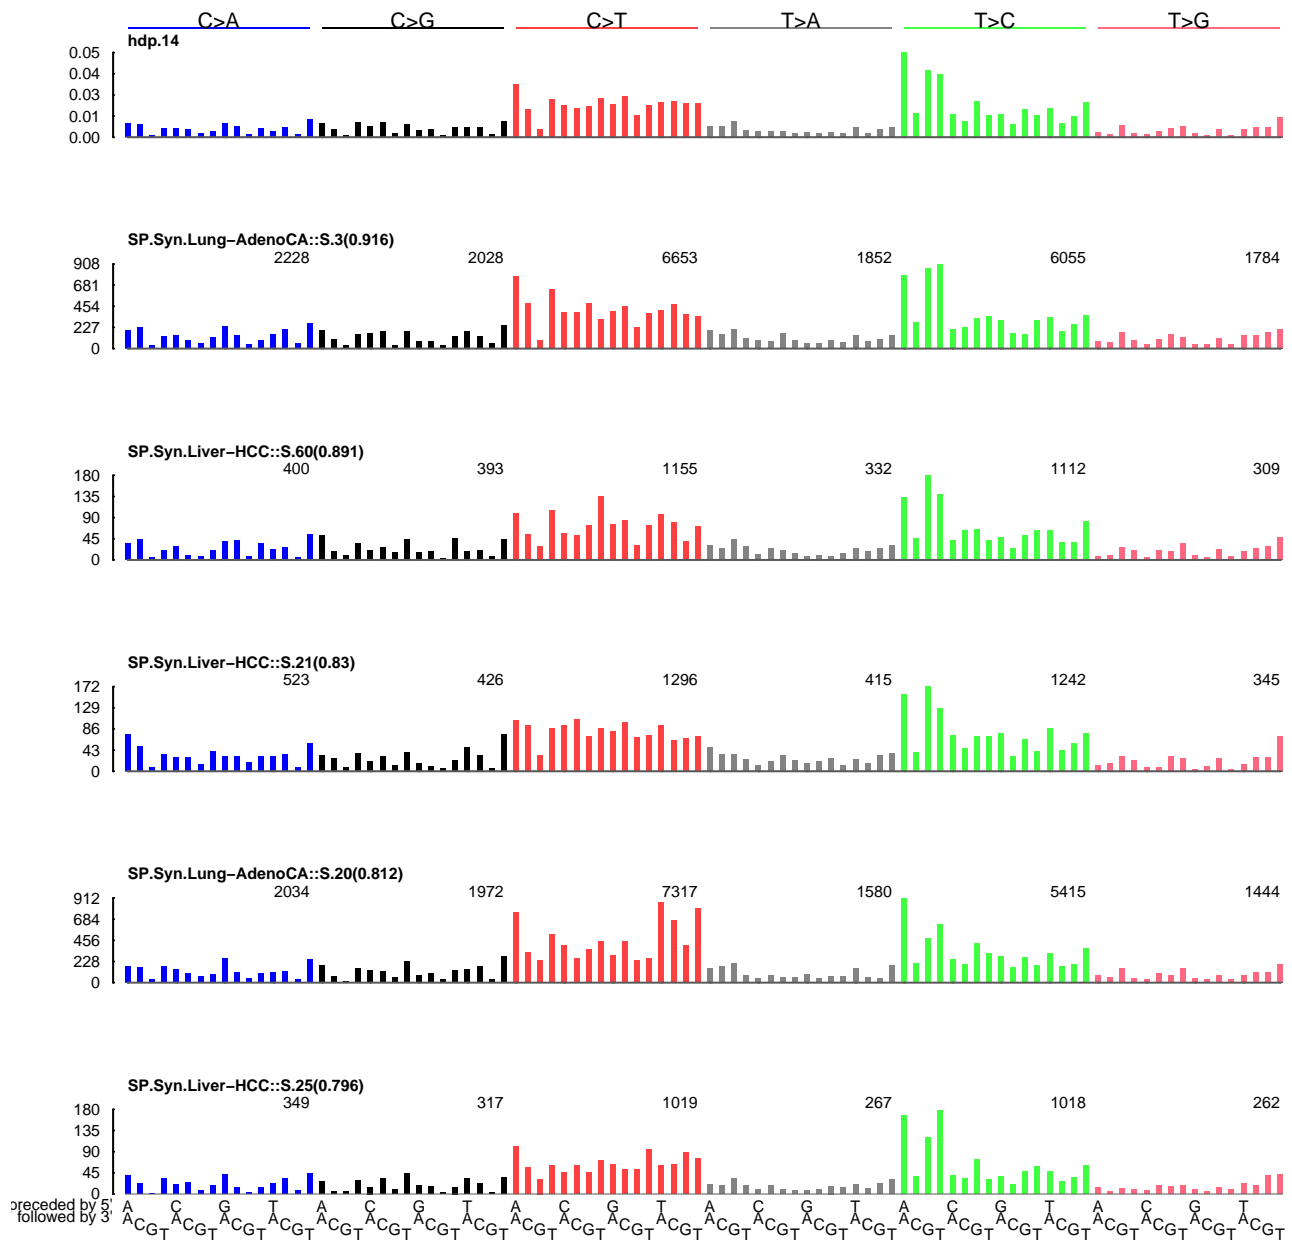 C>A C>G C>T T>A T>C T>G
hdp.14
0.05
0.04
0.03
0.01
0.00
SP.Syn.Lung−AdenoCA::S.3(0.916)
2228 2028 6653 1852 6055 1784
908
681
454
227
0
SP.Syn.Liver−HCC::S.60(0.891)
400 393 1155 332 1112 309
180
135
90
45
0
SP.Syn.Liver−HCC::S.21(0.83)
523 426 1296 415 1242 345
172
129
86
43
0
SP.Syn.Lung−AdenoCA::S.20(0.812)
2034 1972 7317 1580 5415 1444
912
684
456
228
0
SP.Syn.Liver−HCC::S.25(0.796)
349 317 1019 267 1018 262
180
135
90
45
0
preceded by 5' A C G T A C G T A C G T A C G T A C G T A C G T
followed by 3' A C G T A C G T A C G T A C G T A C G T A C G T A C G T A C G T A C G T A C G T A C G T A C G T A C G T A C G T A C G T A C G T A C G T A C G T A C G T A C G T A C G T A C G T A C G T A C G T